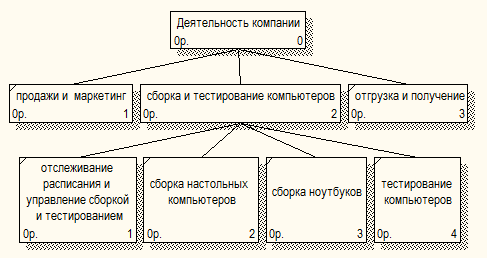 Деятельность компании
0р. 0
продажи и маркетинг
0р. 1
сборка и тестирование компьютеров
0р. 2
отгрузка и получение
0р. 3
отслеживание
расписания и
управление сборкой
и тестированием
0р. 1
сборка настольных
компьютеров
0р. 2
сборка ноутбуков
0р. 3
тестирование
компьютеров
0р. 4